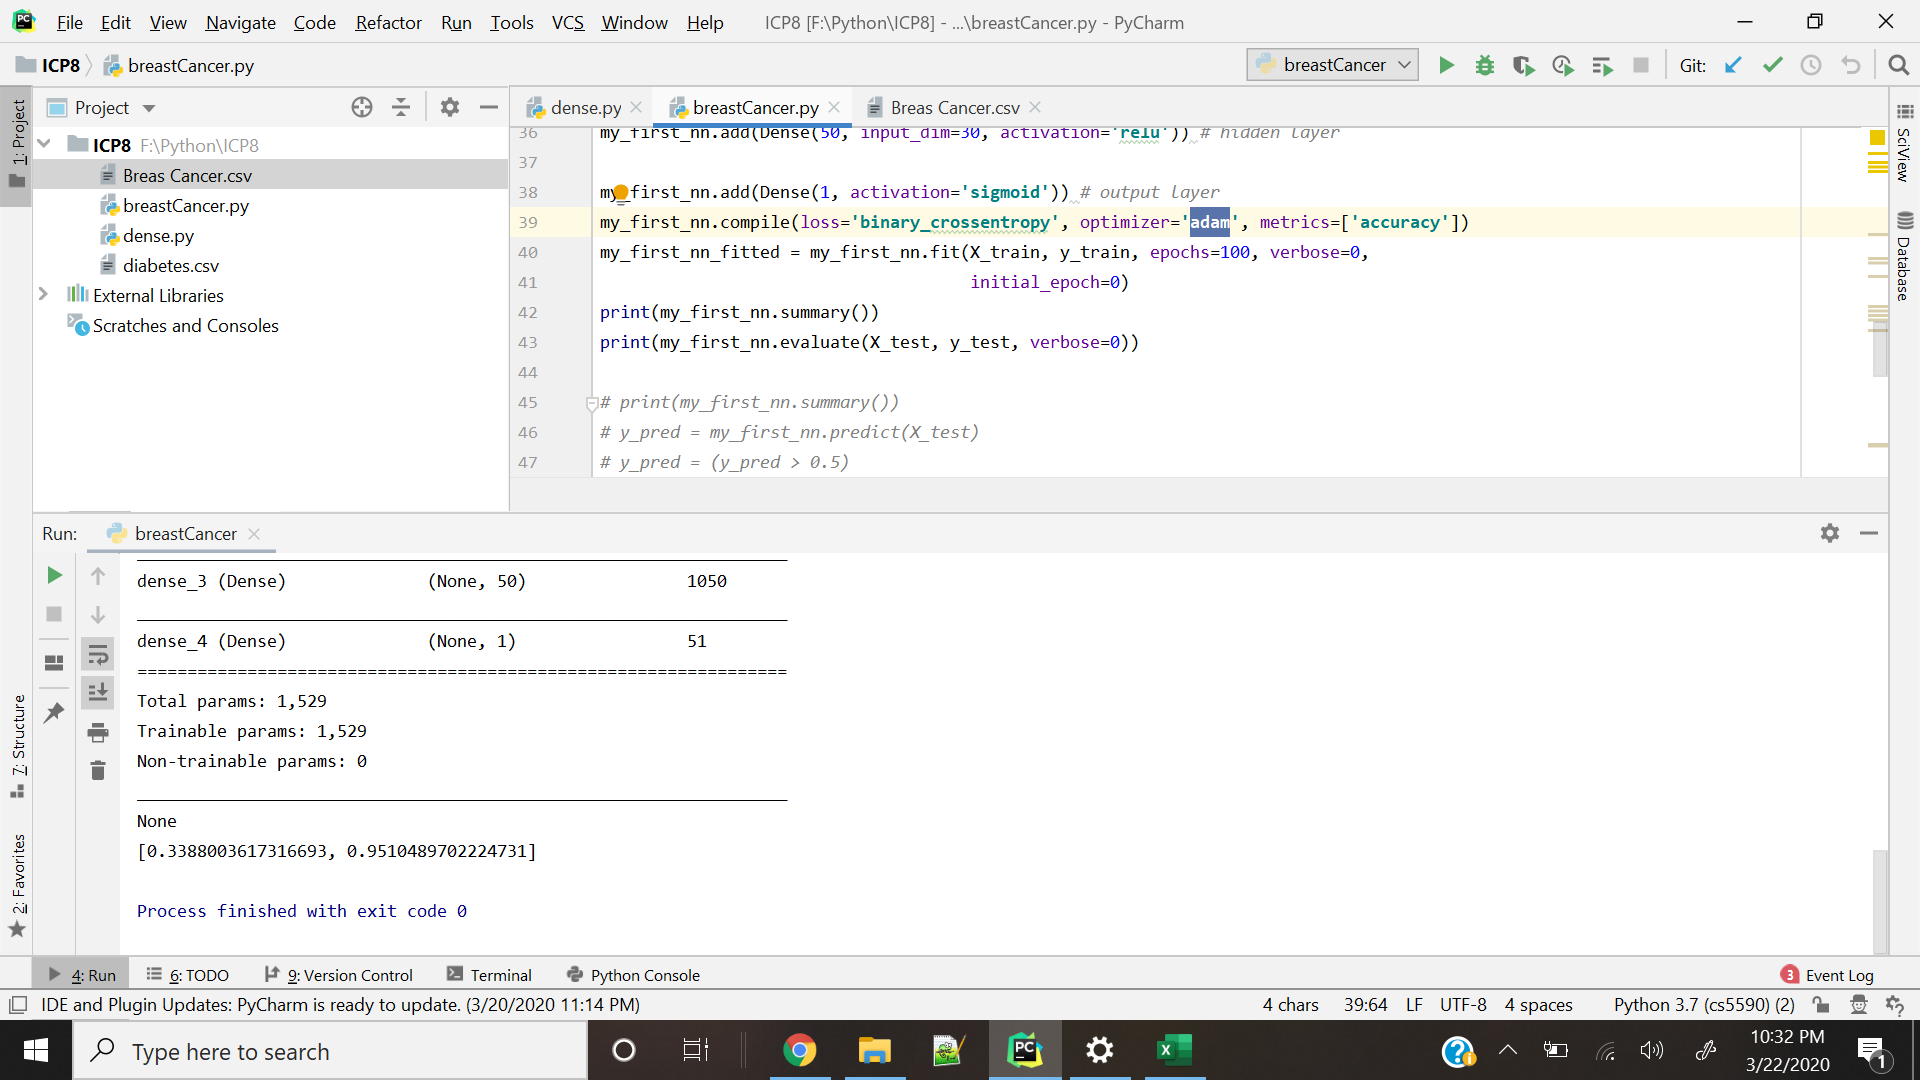 File Edit View Navigate Code Refactor Run Tools VCS Window Help ICP8 [F:\Python\ICP8] - ...\breastCancer.py - PyCharm
ICP8 breastCancer.py breastCancer Git:
1: Project
Project
dense.py breastCancer.py Breas Cancer.csv
ICP8 F:\Python\ICP8
Breas Cancer.csv
breastCancer.py
dense.py
diabetes.csv
External Libraries
Scratches and Consoles
36 my_first_nn.add(Dense(50, input_dim=30, activation='relu')) # hidden layer
37
38 my_first_nn.add(Dense(1, activation='sigmoid')) # output layer
39 my_first_nn.compile(loss='binary_crossentropy', optimizer='adam', metrics=['accuracy'])
40 my_first_nn_fitted = my_first_nn.fit(X_train, y_train, epochs=100, verbose=0,
41 initial_epoch=0)
42 print(my_first_nn.summary())
43 print(my_first_nn.evaluate(X_test, y_test, verbose=0))
44
45 # print(my_first_nn.summary())
46 # y_pred = my_first_nn.predict(X_test)
47 # y_pred = (y_pred > 0.5)
SciView
Database
Run: breastCancer
_________________________________________________________________
dense_3 (Dense) (None, 50) 1050
_________________________________________________________________
dense_4 (Dense) (None, 1) 51
=================================================================
Total params: 1,529
Trainable params: 1,529
Non-trainable params: 0
_________________________________________________________________
None
[0.3388003617316693, 0.9510489702224731]
Process finished with exit code 0
7: Structure
2: Favorites
4: Run 6: TODO 9: Version Control Terminal Python Console 3 Event Log
IDE and Plugin Updates: PyCharm is ready to update. (3/20/2020 11:14 PM) 4 chars 39:64 LF UTF-8 4 spaces Python 3.7 (cs5590) (2)
Type here to search
10:32 PM
3/22/2020
1